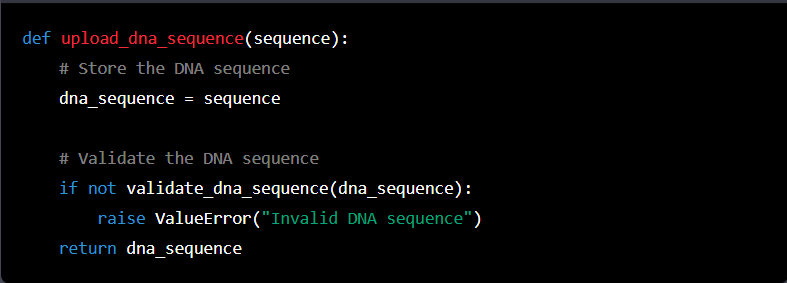 def upload_dna_sequence(sequence):
    # Store the DNA sequence
    dna_sequence = sequence

    # Validate the DNA sequence
    if not validate_dna_sequence(dna_sequence):
        raise ValueError("Invalid DNA sequence")
    return dna_sequence